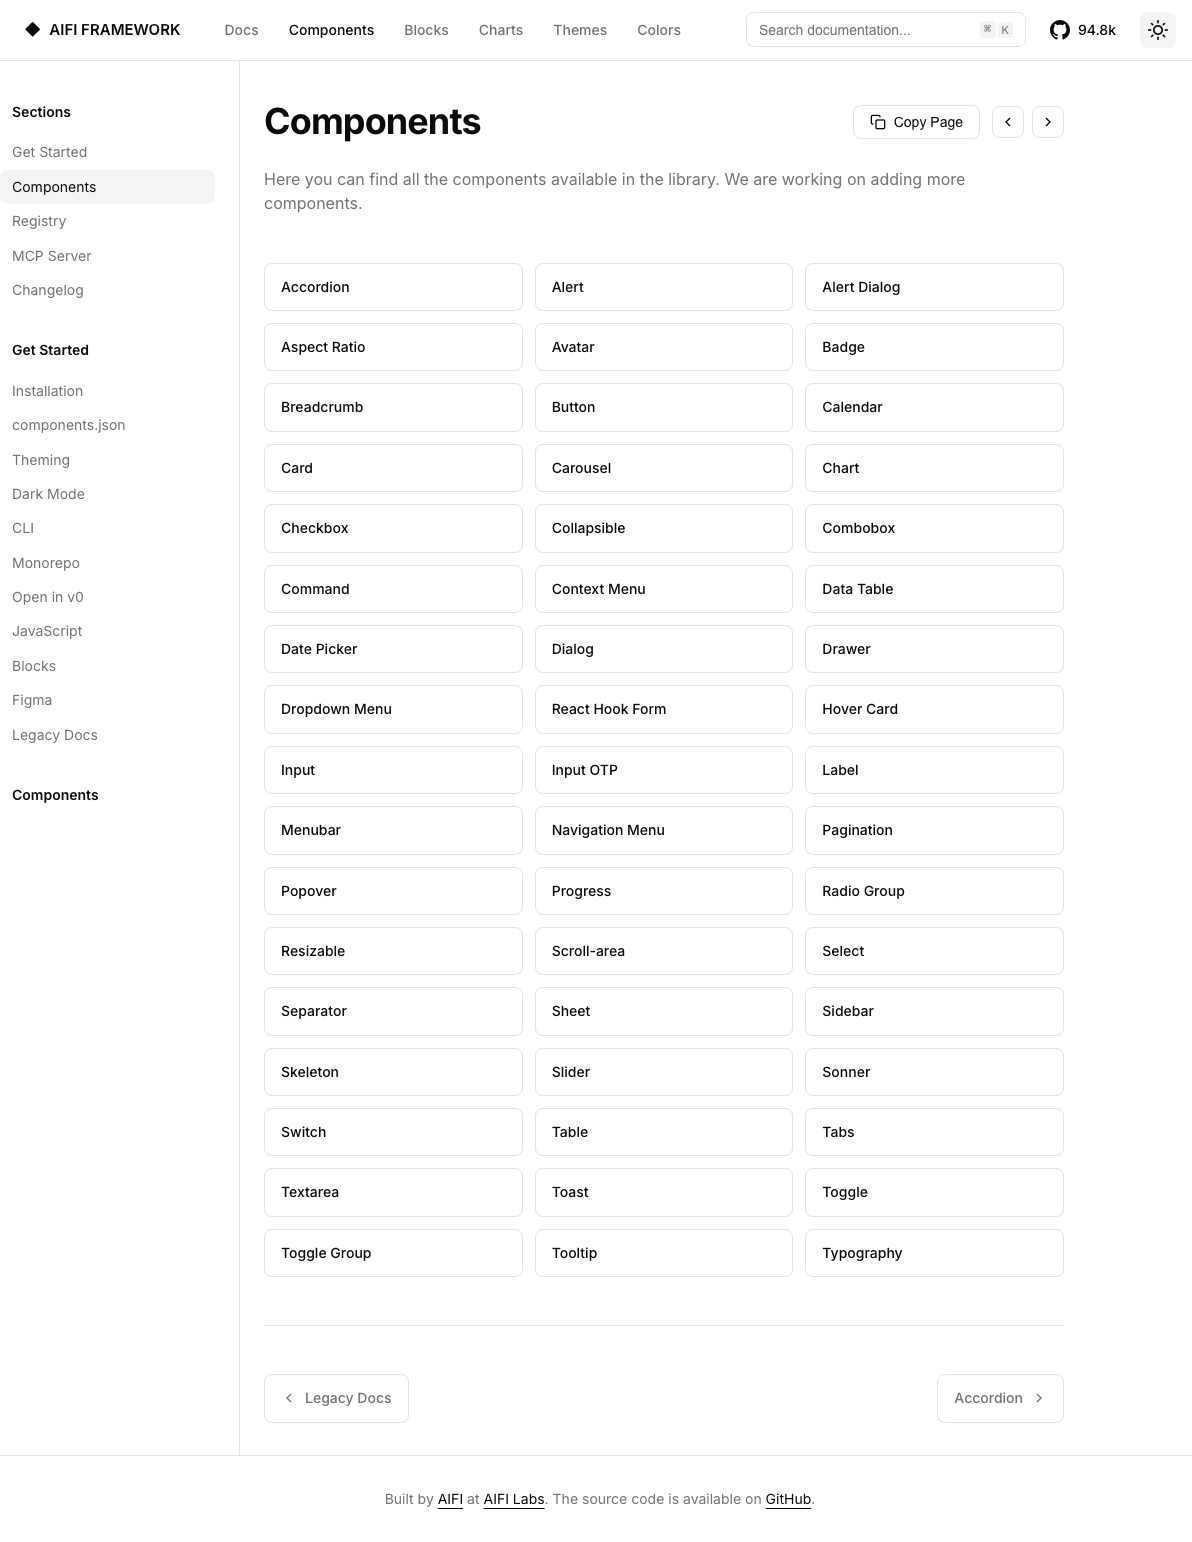 AIFI FRAMEWORK
Docs
Components
Blocks
Charts
Themes
Colors
Search documentation...
⌘ K
94.8k
Sections
Get Started
Components
Registry
MCP Server
Changelog
Get Started
Installation
components.json
Theming
Dark Mode
CLI
Monorepo
Open in v0
JavaScript
Blocks
Figma
Legacy Docs
Components
Components
Copy Page
Here you can find all the components available in the library. We are working on adding more
components.
Accordion
Alert
Alert Dialog
Aspect Ratio
Avatar
Badge
Breadcrumb
Button
Calendar
Card
Carousel
Chart
Checkbox
Collapsible
Combobox
Command
Context Menu
Data Table
Date Picker
Dialog
Drawer
Dropdown Menu
React Hook Form
Hover Card
Input
Input OTP
Label
Menubar
Navigation Menu
Pagination
Popover
Progress
Radio Group
Resizable
Scroll-area
Select
Separator
Sheet
Sidebar
Skeleton
Slider
Sonner
Switch
Table
Tabs
Textarea
Toast
Toggle
Toggle Group
Tooltip
Typography
Legacy Docs
Accordion
Built by AIFI at AIFI Labs. The source code is available on GitHub.